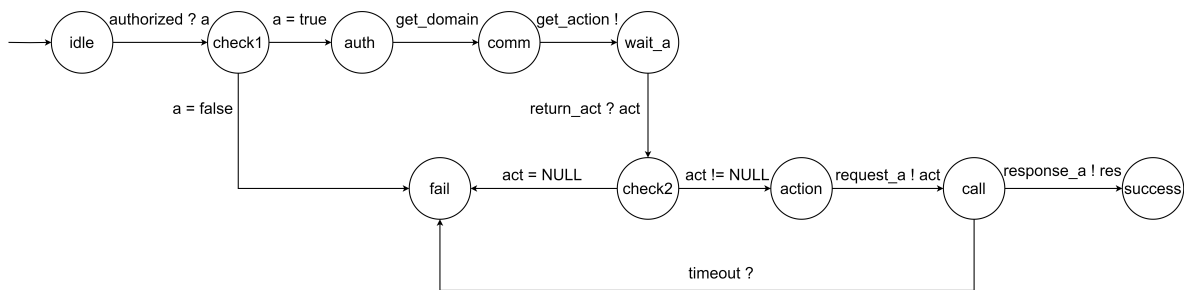 authorized ? a
a = true
get_domain
get_action !
idle
check1
auth
comm
wait_a
a = false
return_act ? act
fail
act = NULL
check2
act != NULL
action
request_a ! act
call
response_a ! res
success
timeout ?